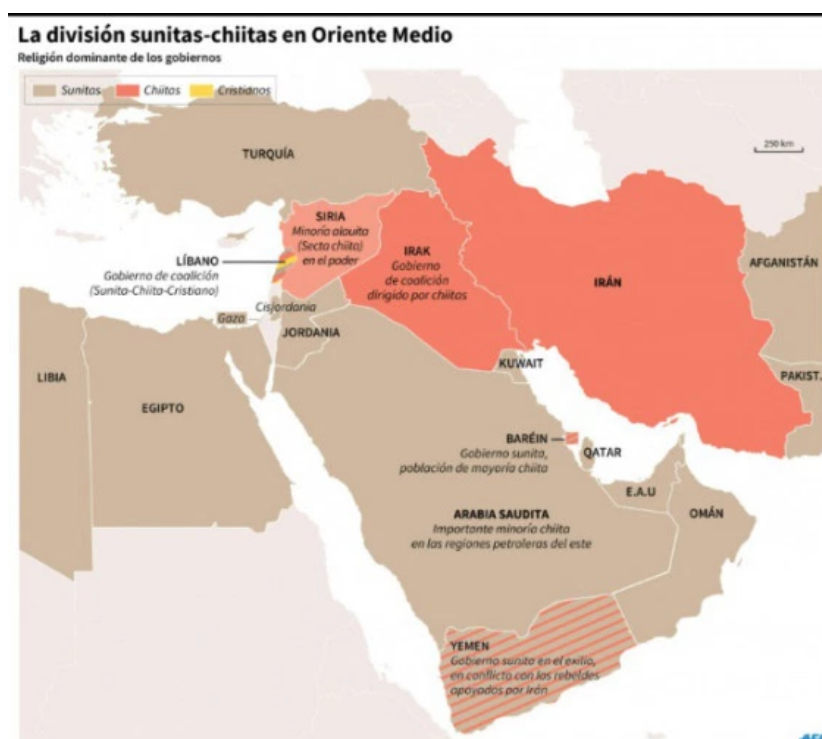 La división sunitas-chiitas en Oriente Medio
Religión dominante de los gobiernos
Sunitas Chiitas Cristianos
250 km
TURQUÍA
SIRIA
Minoría alauita
(Secta chiita)
en el poder
LÍBANO
Gobierno de coalición
(Sunita-Chiita-Cristiano)
IRAK
Gobierno
de coalición
dirigido por chiitas
IRÁN
AFGANISTÁN
Cisjordania
Gaza
JORDANIA
KUWAIT
PAKIST.
LIBIA
EGIPTO
BARÉIN
Gobierno sunita,
población de mayoría chiita
QATAR
E.A.U
ARABIA SAUDITA
Importante minoría chiita
en las regiones petroleras del este
OMÁN
YEMEN
Gobierno sunita en el exilio,
en conflicto con los rebeldes
apoyados por Irán